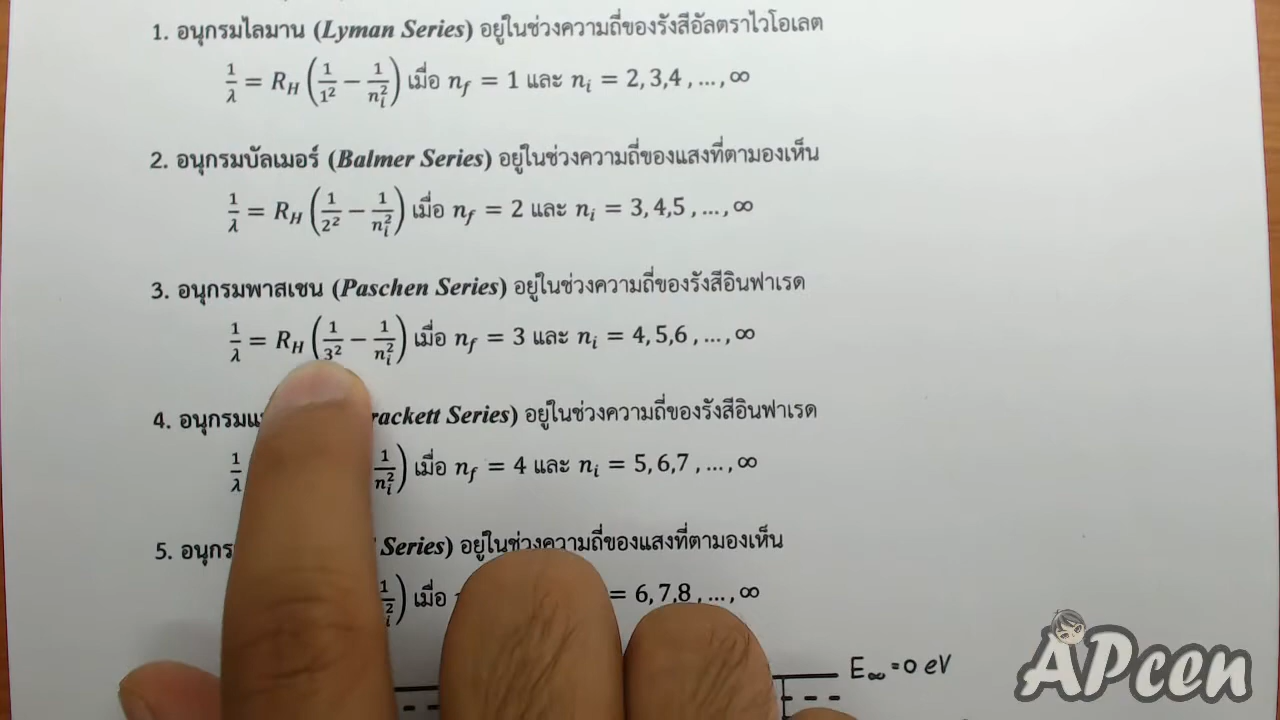 1. อนุกรมไลมาน (Lyman Series) อยู่ในช่วงความถี่ของรังสีอัลตราไวโอเลต
1/λ = R_H (1/1² − 1/n_i²) เมื่อ n_f = 1 และ n_i = 2, 3,4 , … , ∞
2. อนุกรมบัลเมอร์ (Balmer Series) อยู่ในช่วงความถี่ของแสงที่ตามองเห็น
1/λ = R_H (1/2² − 1/n_i²) เมื่อ n_f = 2 และ n_i = 3, 4,5 , … , ∞
3. อนุกรมพาสเชน (Paschen Series) อยู่ในช่วงความถี่ของรังสีอินฟาเรด
1/λ = R_H (1/3² − 1/n_i²) เมื่อ n_f = 3 และ n_i = 4, 5,6 , … , ∞
4. อนุกรมแ rackett Series) อยู่ในช่วงความถี่ของรังสีอินฟาเรด
1/λ 1/n_i²) เมื่อ n_f = 4 และ n_i = 5, 6,7 , … , ∞
5. อนุกร Series) อยู่ในช่วงความถี่ของแสงที่ตามองเห็น
) เมื่อ = 6, 7,8 , … , ∞
E∞ = 0 eV
APcen